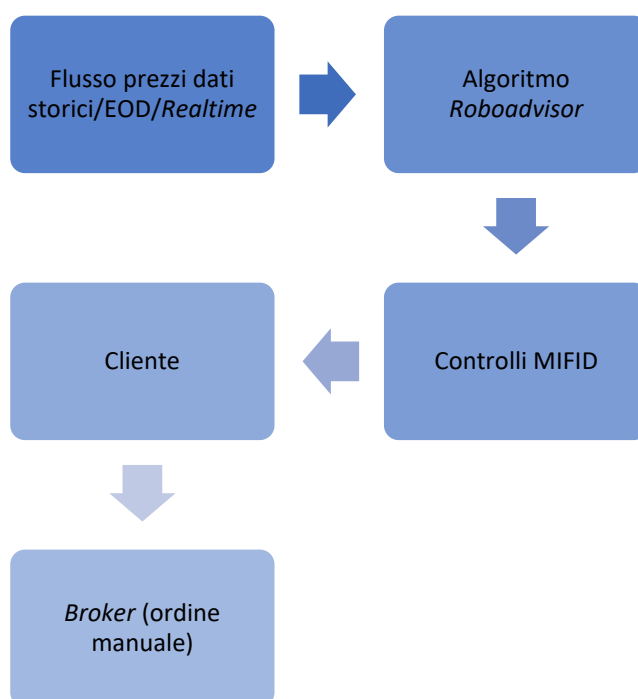 Flusso prezzi dati
storici/EOD/Realtime
Algoritmo
Roboadvisor
Controlli MIFID
Cliente
Broker (ordine
manuale)